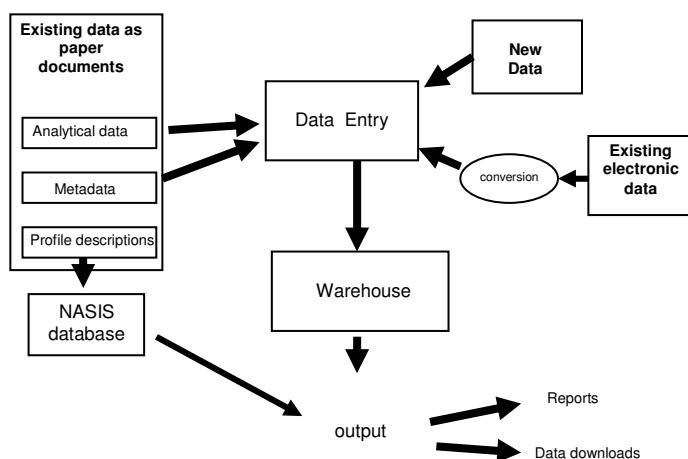 Existing data as
paper
documents
Analytical data
Metadata
Profile descriptions
NASIS
database
Data Entry
New
Data
conversion
Existing
electronic
data
Warehouse
output
Reports
Data downloads